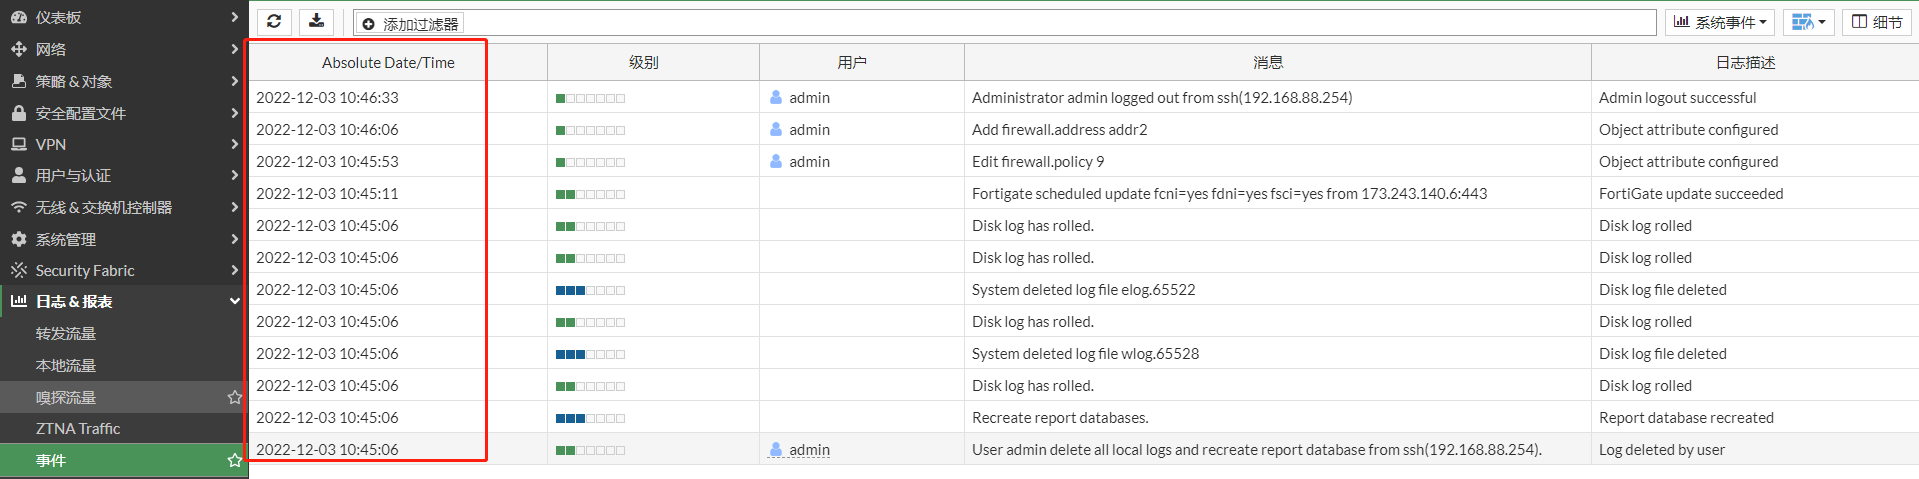 仪表板
网络
策略 & 对象
安全配置文件
VPN
用户与认证
无线 & 交换机控制器
系统管理
Security Fabric
日志 & 报表
转发流量
本地流量
嗅探流量
ZTNA Traffic
事件
添加过滤器 系统事件 细节
Absolute Date/Time 级别 用户 消息 日志描述
2022-12-03 10:46:33 admin Administrator admin logged out from ssh(192.168.88.254) Admin logout successful
2022-12-03 10:46:06 admin Add firewall.address addr2 Object attribute configured
2022-12-03 10:45:53 admin Edit firewall.policy 9 Object attribute configured
2022-12-03 10:45:11 Fortigate scheduled update fcni=yes fdni=yes fsci=yes from 173.243.140.6:443 FortiGate update succeeded
2022-12-03 10:45:06 Disk log has rolled. Disk log rolled
2022-12-03 10:45:06 Disk log has rolled. Disk log rolled
2022-12-03 10:45:06 System deleted log file elog.65522 Disk log file deleted
2022-12-03 10:45:06 Disk log has rolled. Disk log rolled
2022-12-03 10:45:06 System deleted log file wlog.65528 Disk log file deleted
2022-12-03 10:45:06 Disk log has rolled. Disk log rolled
2022-12-03 10:45:06 Recreate report databases. Report database recreated
2022-12-03 10:45:06 admin User admin delete all local logs and recreate report database from ssh(192.168.88.254). Log deleted by user